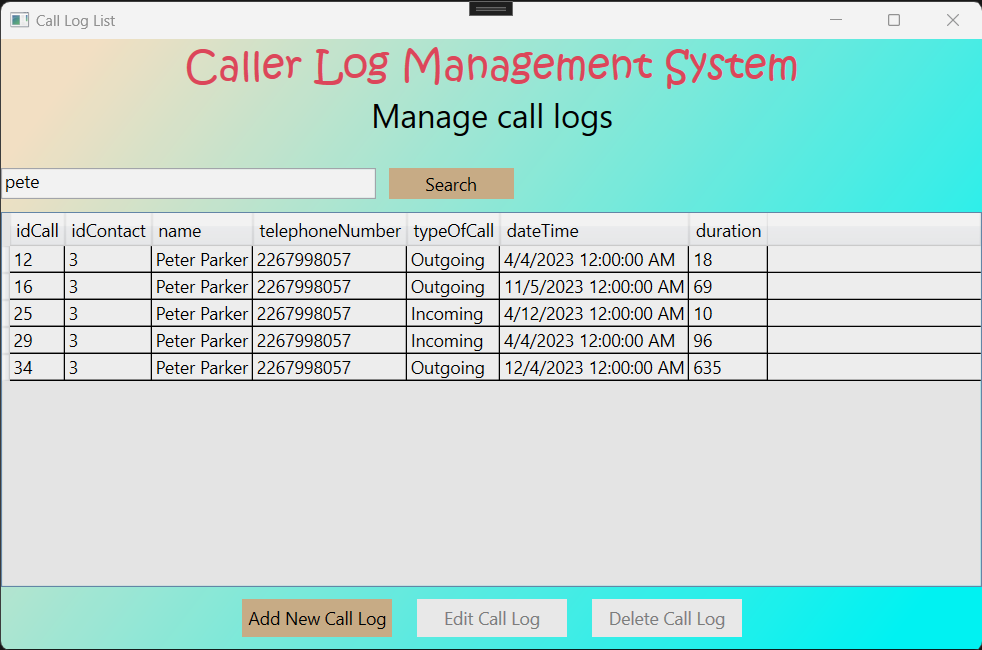 Call Log List
Caller Log Management System
Manage call logs
pete Search
idCall idContact name telephoneNumber typeOfCall dateTime duration
12 3 Peter Parker 2267998057 Outgoing 4/4/2023 12:00:00 AM 18
16 3 Peter Parker 2267998057 Outgoing 11/5/2023 12:00:00 AM 69
25 3 Peter Parker 2267998057 Incoming 4/12/2023 12:00:00 AM 10
29 3 Peter Parker 2267998057 Incoming 4/4/2023 12:00:00 AM 96
34 3 Peter Parker 2267998057 Outgoing 12/4/2023 12:00:00 AM 635
Add New Call Log Edit Call Log Delete Call Log